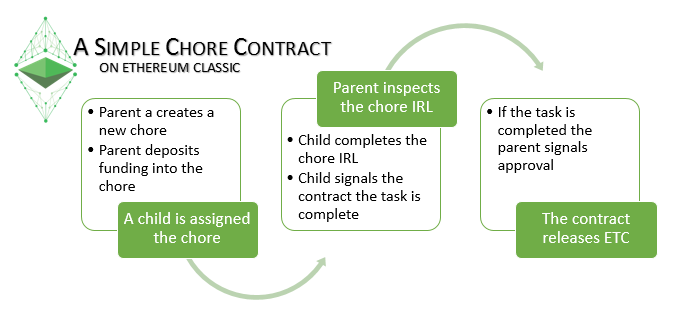 A SIMPLE CHORE CONTRACT
ON ETHEREUM CLASSIC
• Parent a creates a
new chore
• Parent deposits
funding into the
chore
A child is assigned
the chore
Parent inspects
the chore IRL
• Child completes the
chore IRL
• Child signals the
contract the task is
complete
• If the task is
completed the
parent signals
approval
The contract
releases ETC